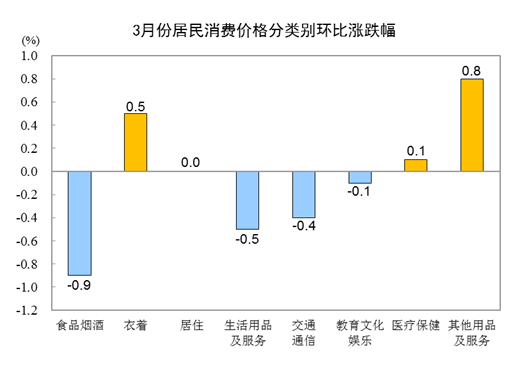 3月份居民消费价格分类别环比涨跌幅
(%)
1.0
0.8
0.6
0.4
0.2
0.0
-0.2
-0.4
-0.6
-0.8
-1.0
-1.2
-0.9
0.5
0.0
-0.5
-0.4
-0.1
0.1
0.8
食品烟酒
衣着
居住
生活用品
及服务
交通
通信
教育文化
娱乐
医疗保健
其他用品
及服务